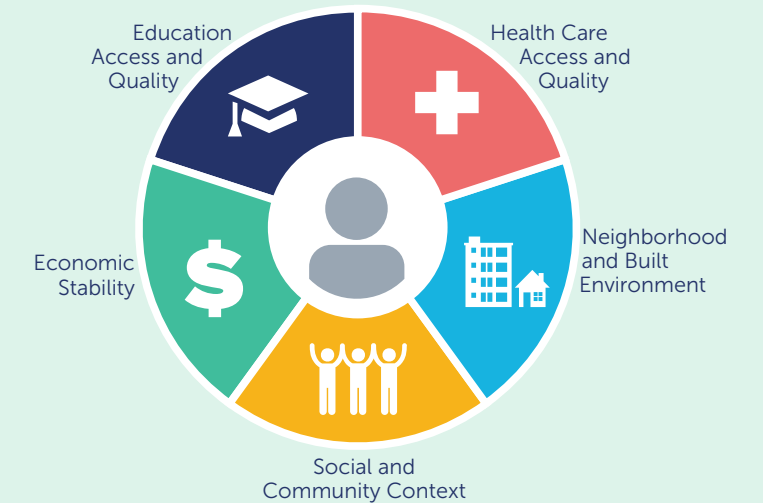 Education
Access and
Quality
Health Care
Access and
Quality
Neighborhood
and Built
Environment
Social and
Community Context
Economic
Stability
$